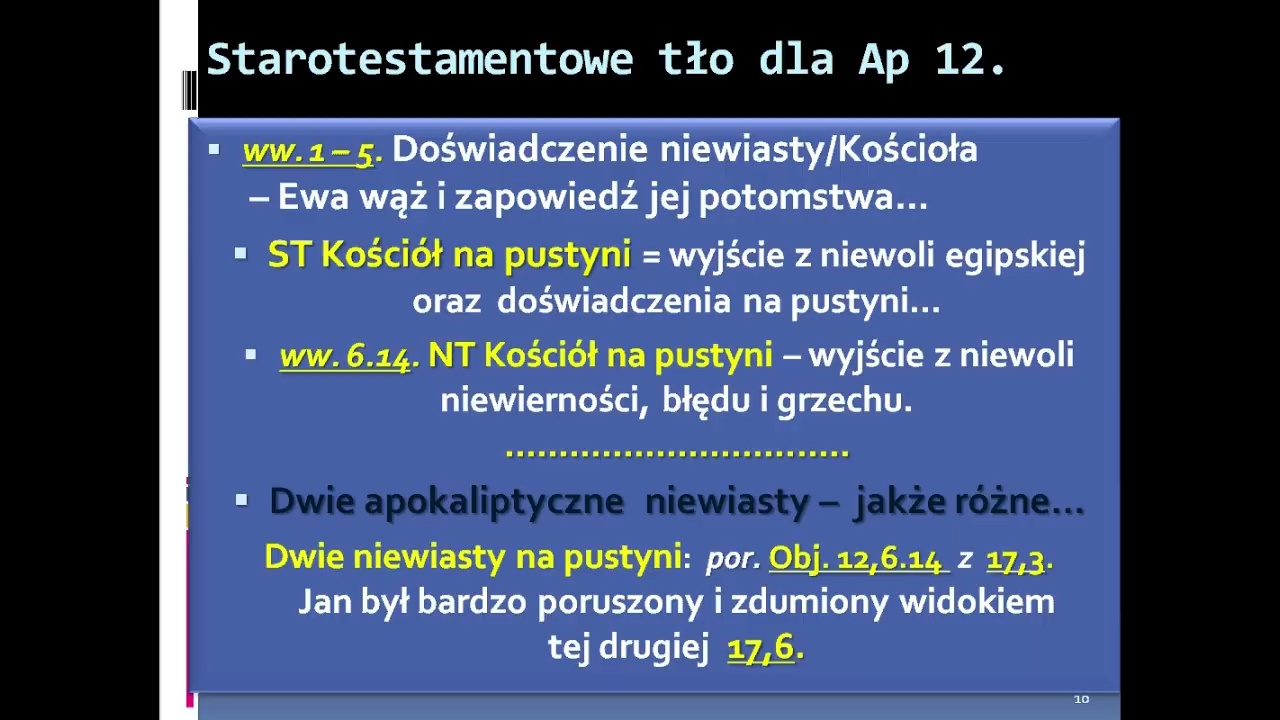 Starotestamentowe tło dla Ap 12.
▪ ww. 1 – 5. Doświadczenie niewiasty/Kościoła
– Ewa wąż i zapowiedź jej potomstwa...
▪ ST Kościół na pustyni = wyjście z niewoli egipskiej
oraz doświadczenia na pustyni...
▪ ww. 6.14. NT Kościół na pustyni – wyjście z niewoli
niewierności, błędu i grzechu.
................................
▪ Dwie apokaliptyczne niewiasty – jakże różne...
Dwie niewiasty na pustyni: por. Obj. 12,6.14 z 17,3.
Jan był bardzo poruszony i zdumiony widokiem
tej drugiej 17,6.
10